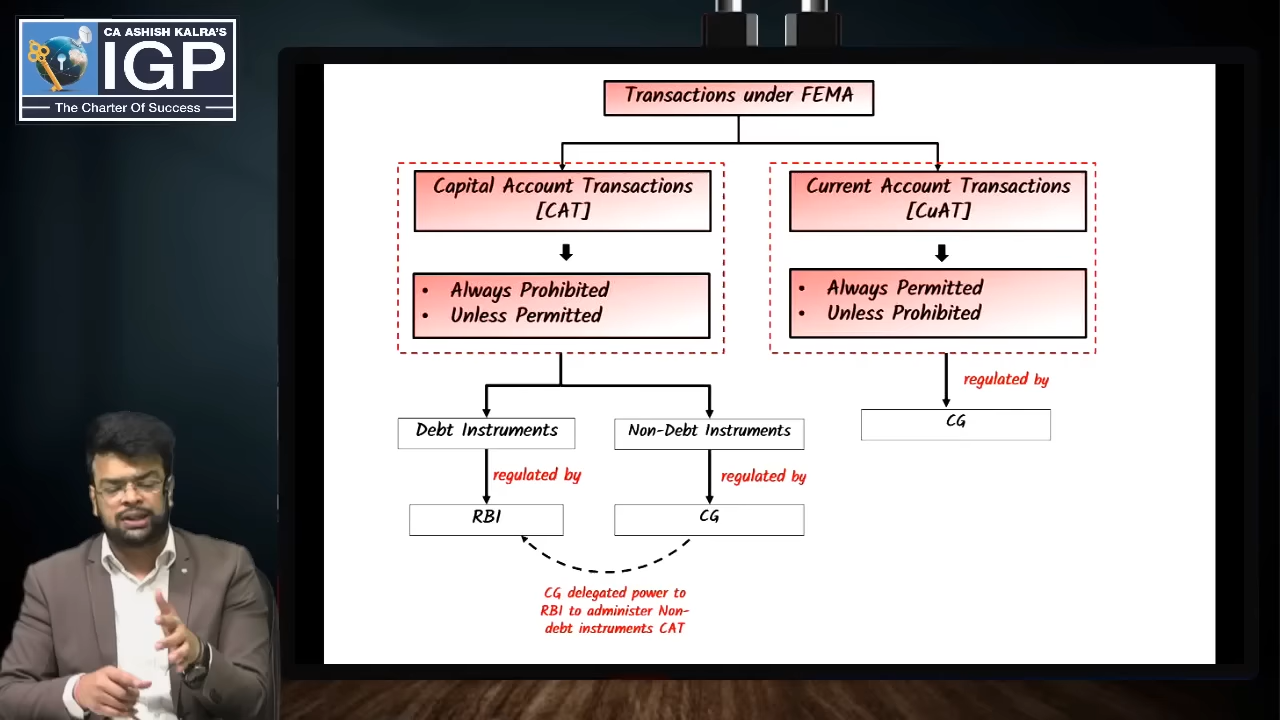 CA ASHISH KALRA'S
IGP
The Charter Of Success
Transactions under FEMA
Capital Account Transactions
[CAT]
• Always Prohibited
• Unless Permitted
Current Account Transactions
[CuAT]
• Always Permitted
• Unless Prohibited
regulated by
CG
Debt Instruments
Non-Debt Instruments
regulated by
regulated by
RBI
CG
CG delegated power to
RBI to administer Non-
debt instruments CAT